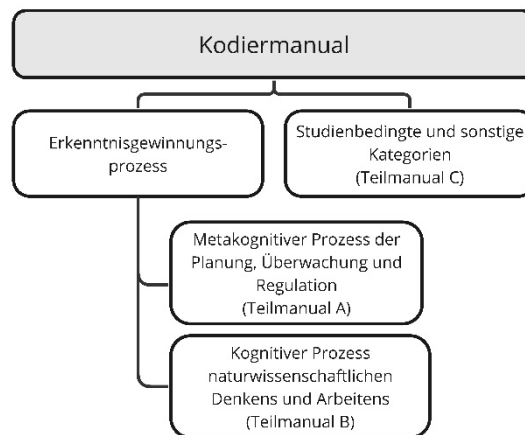 Kodiermanual
Erkenntnisgewinnungs-
prozess
Studienbedingte und sonstige
Kategorien
(Teilmanual C)
Metakognitiver Prozess der
Planung, Überwachung und
Regulation
(Teilmanual A)
Kognitiver Prozess
naturwissenschaftlichen
Denkens und Arbeitens
(Teilmanual B)